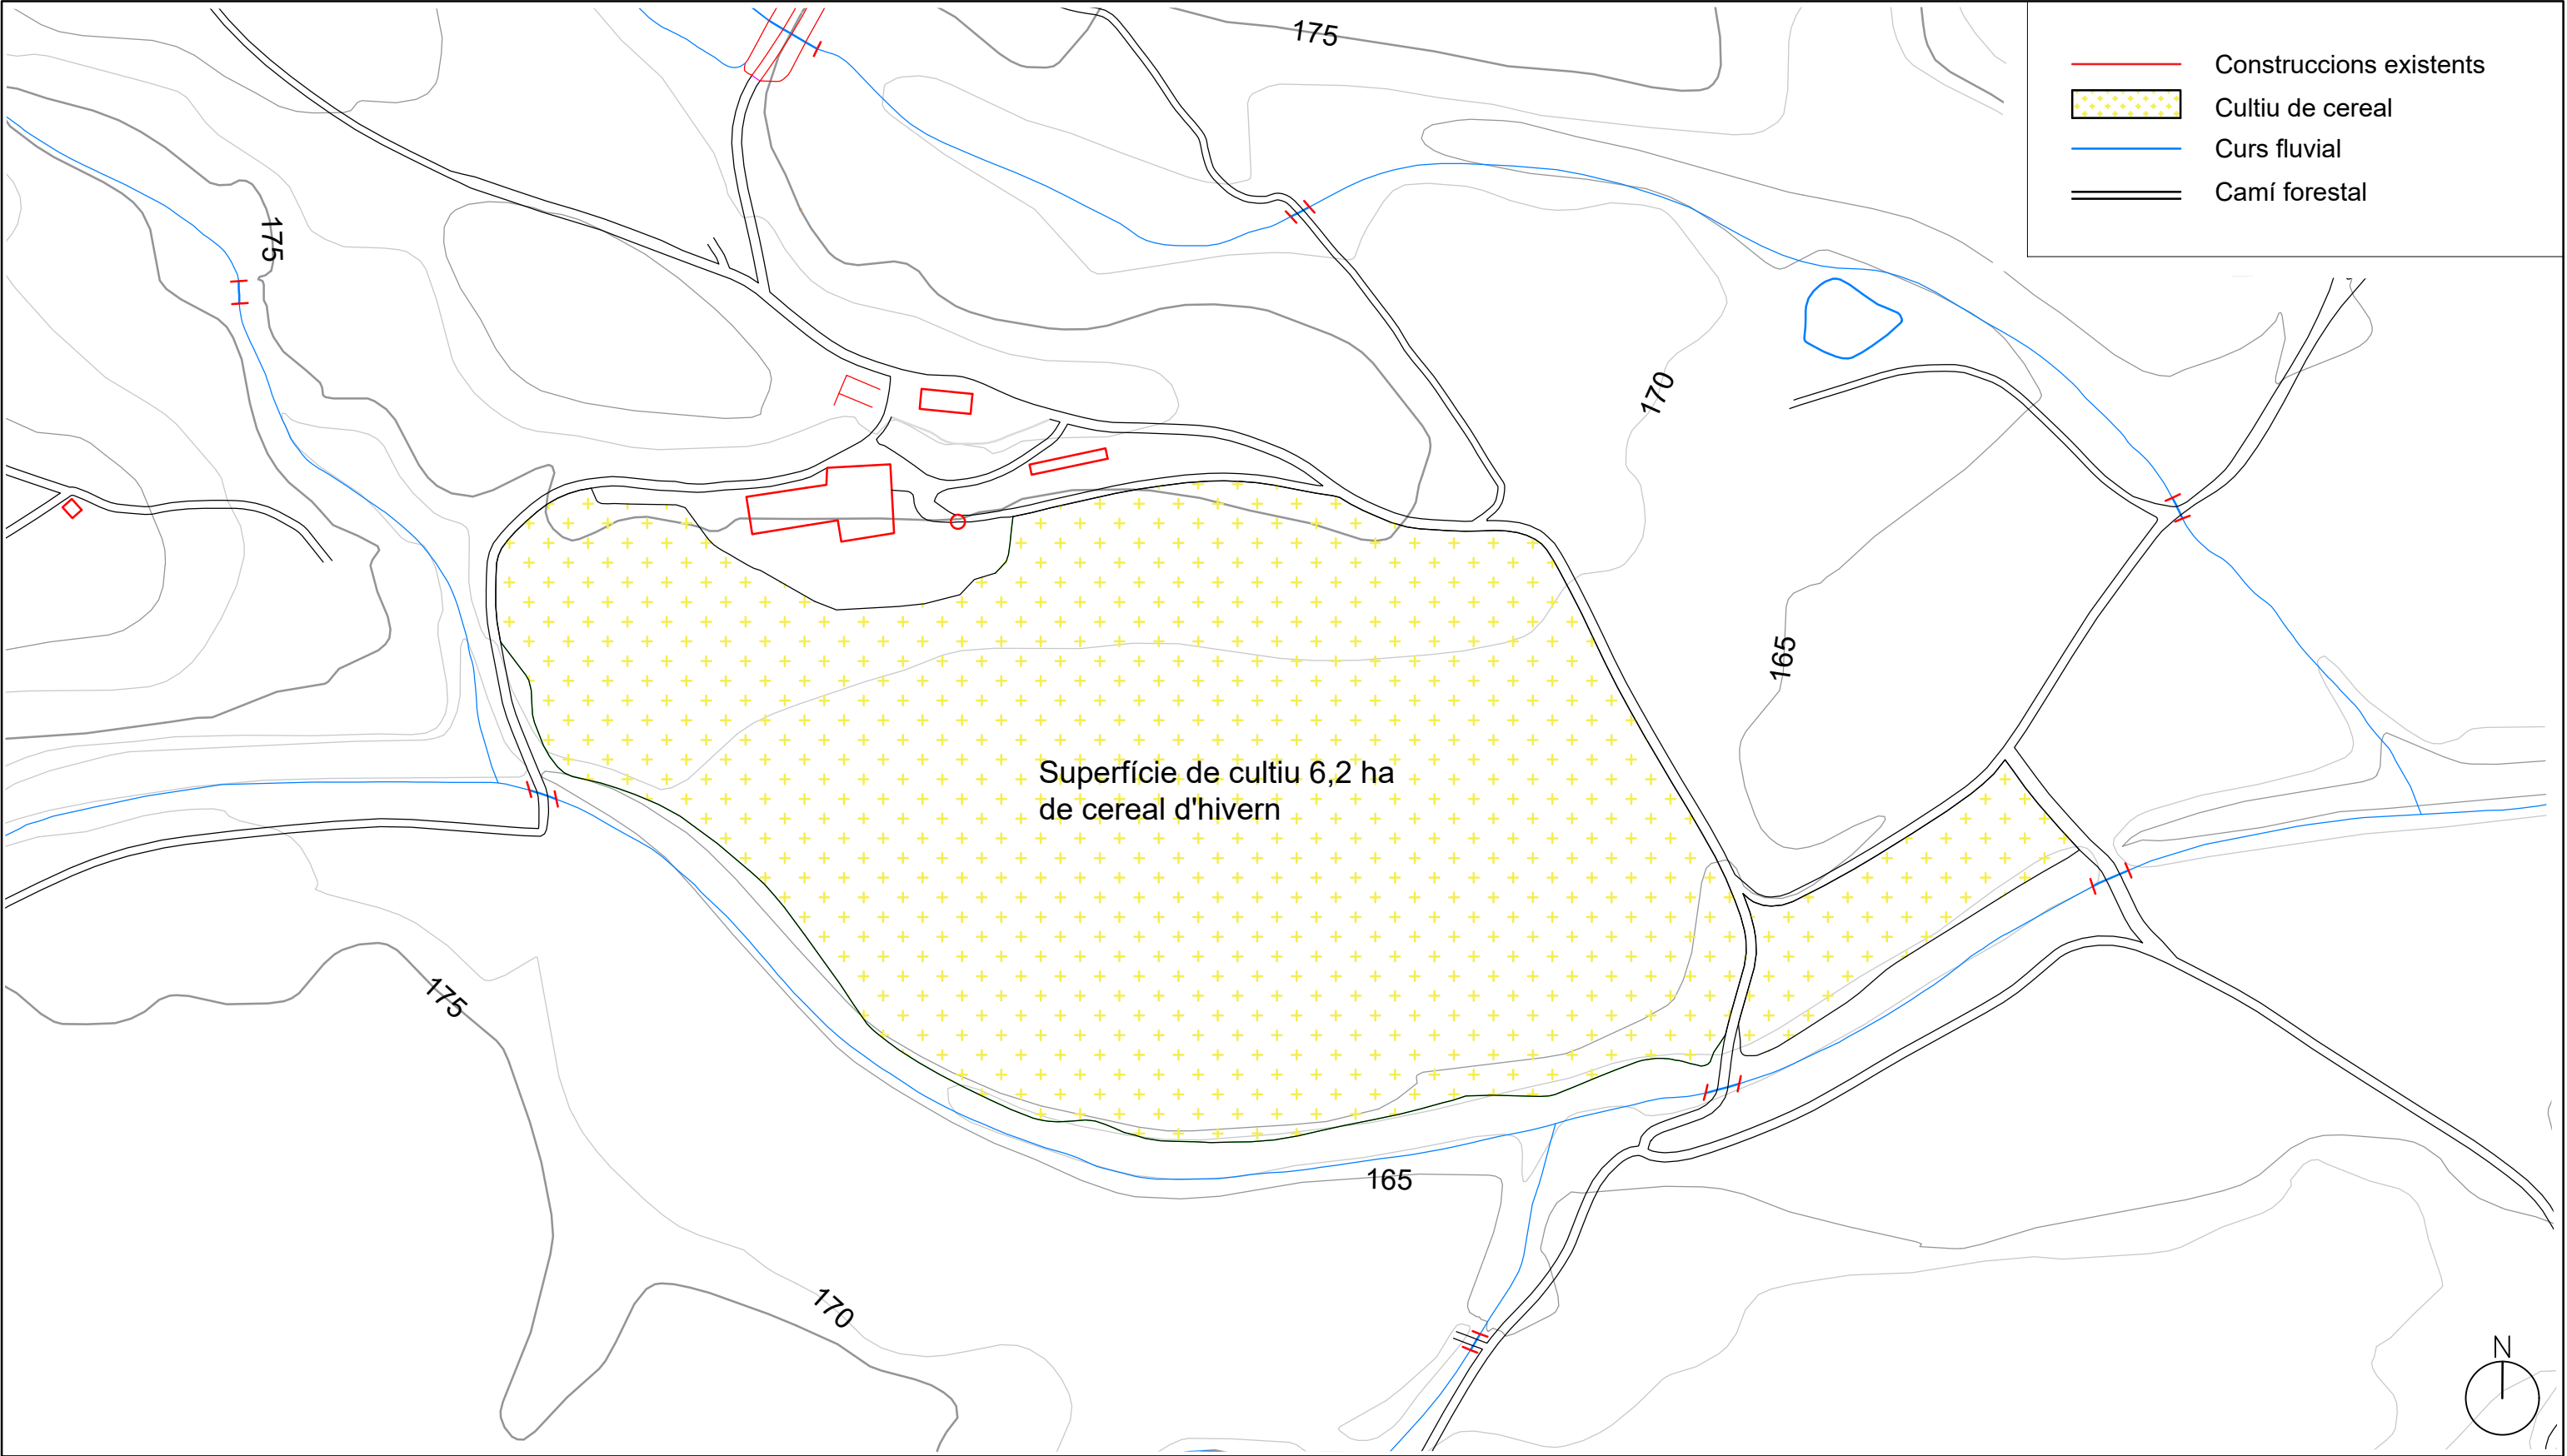 175
Construccions existents
Cultiu de cereal
Curs fluvial
Camí forestal
175
170
165
Superfície de cultiu 6,2 ha
de cereal d'hivern
175
165
170
N